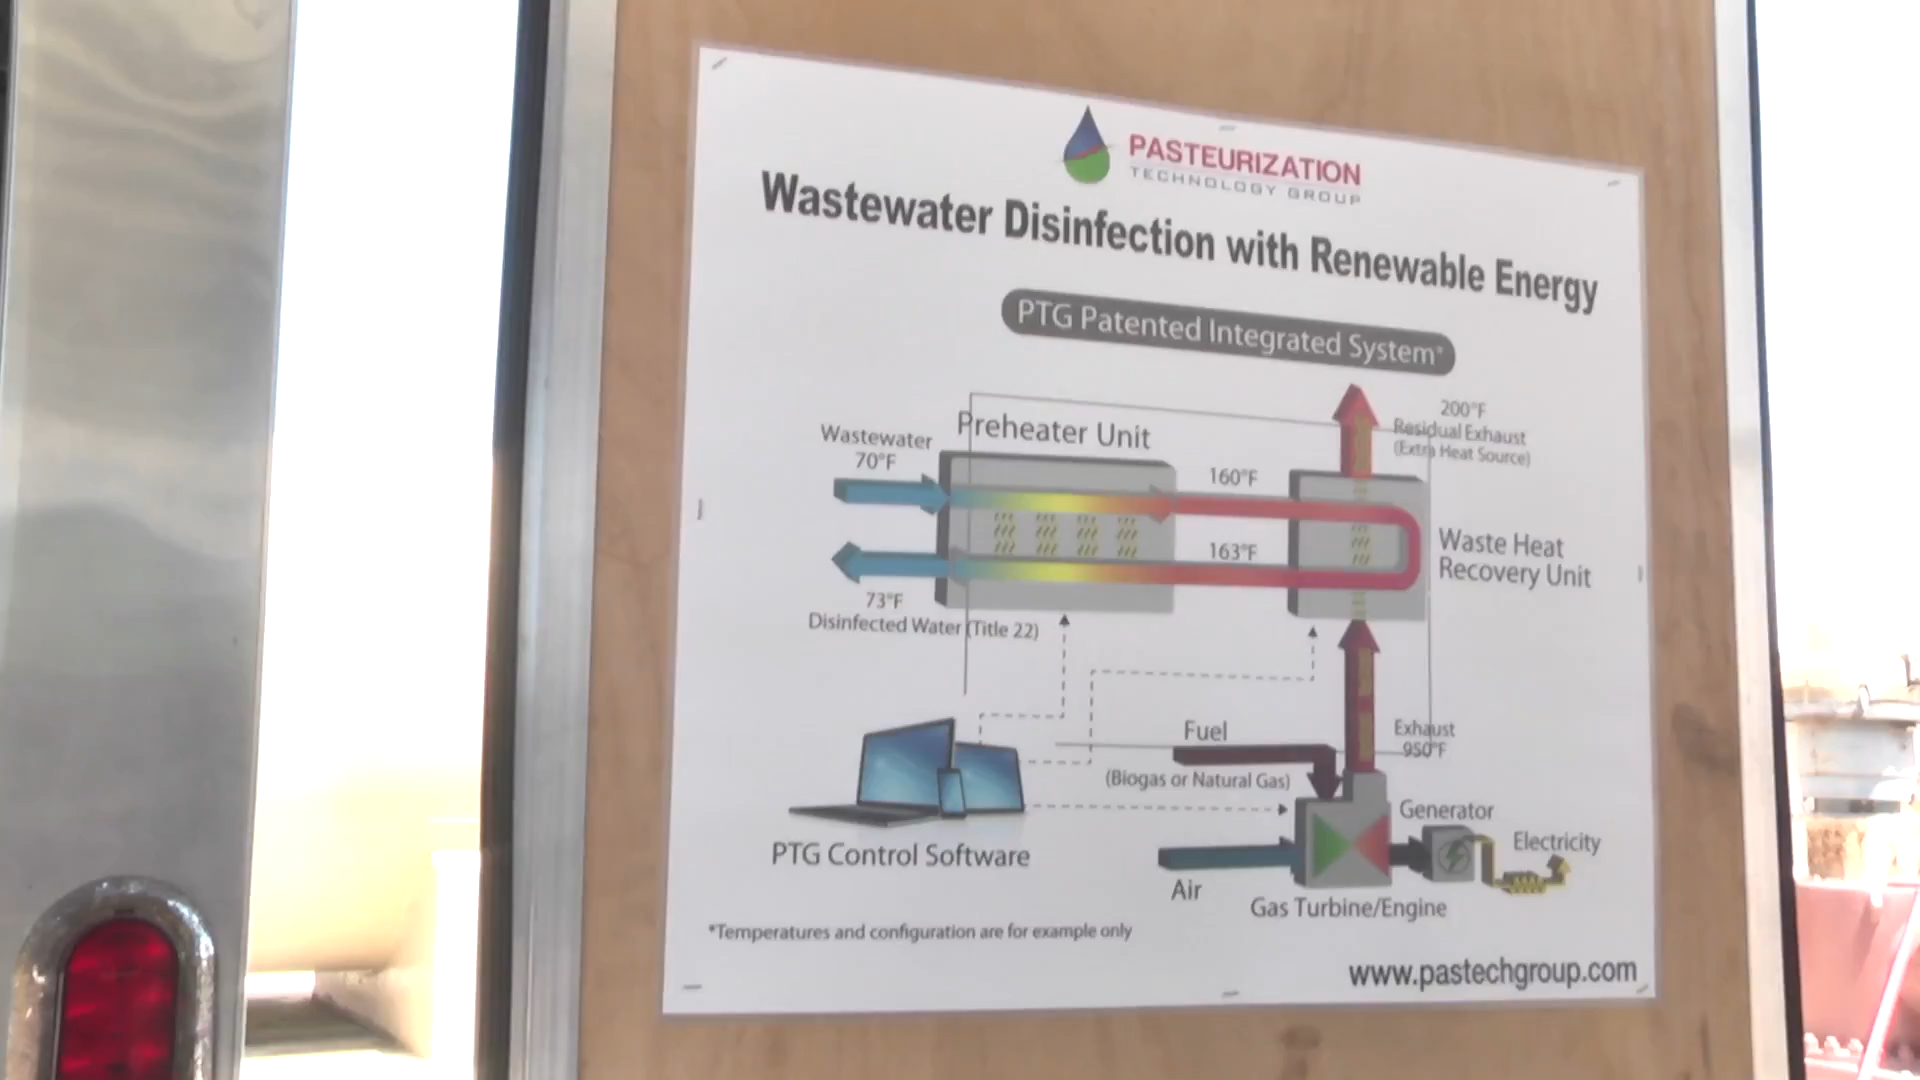 PASTEURIZATION
TECHNOLOGY GROUP
Wastewater Disinfection with Renewable Energy
PTG Patented Integrated System*
200°F
Residual Exhaust
(Extra Heat Source)
Preheater Unit
Wastewater
70°F
160°F
163°F
Waste Heat
Recovery Unit
73°F
Disinfected Water (Title 22)
Fuel
(Biogas or Natural Gas)
Exhaust
950°F
Generator
Electricity
PTG Control Software
Air
Gas Turbine/Engine
*Temperatures and configuration are for example only
www.pastechgroup.com